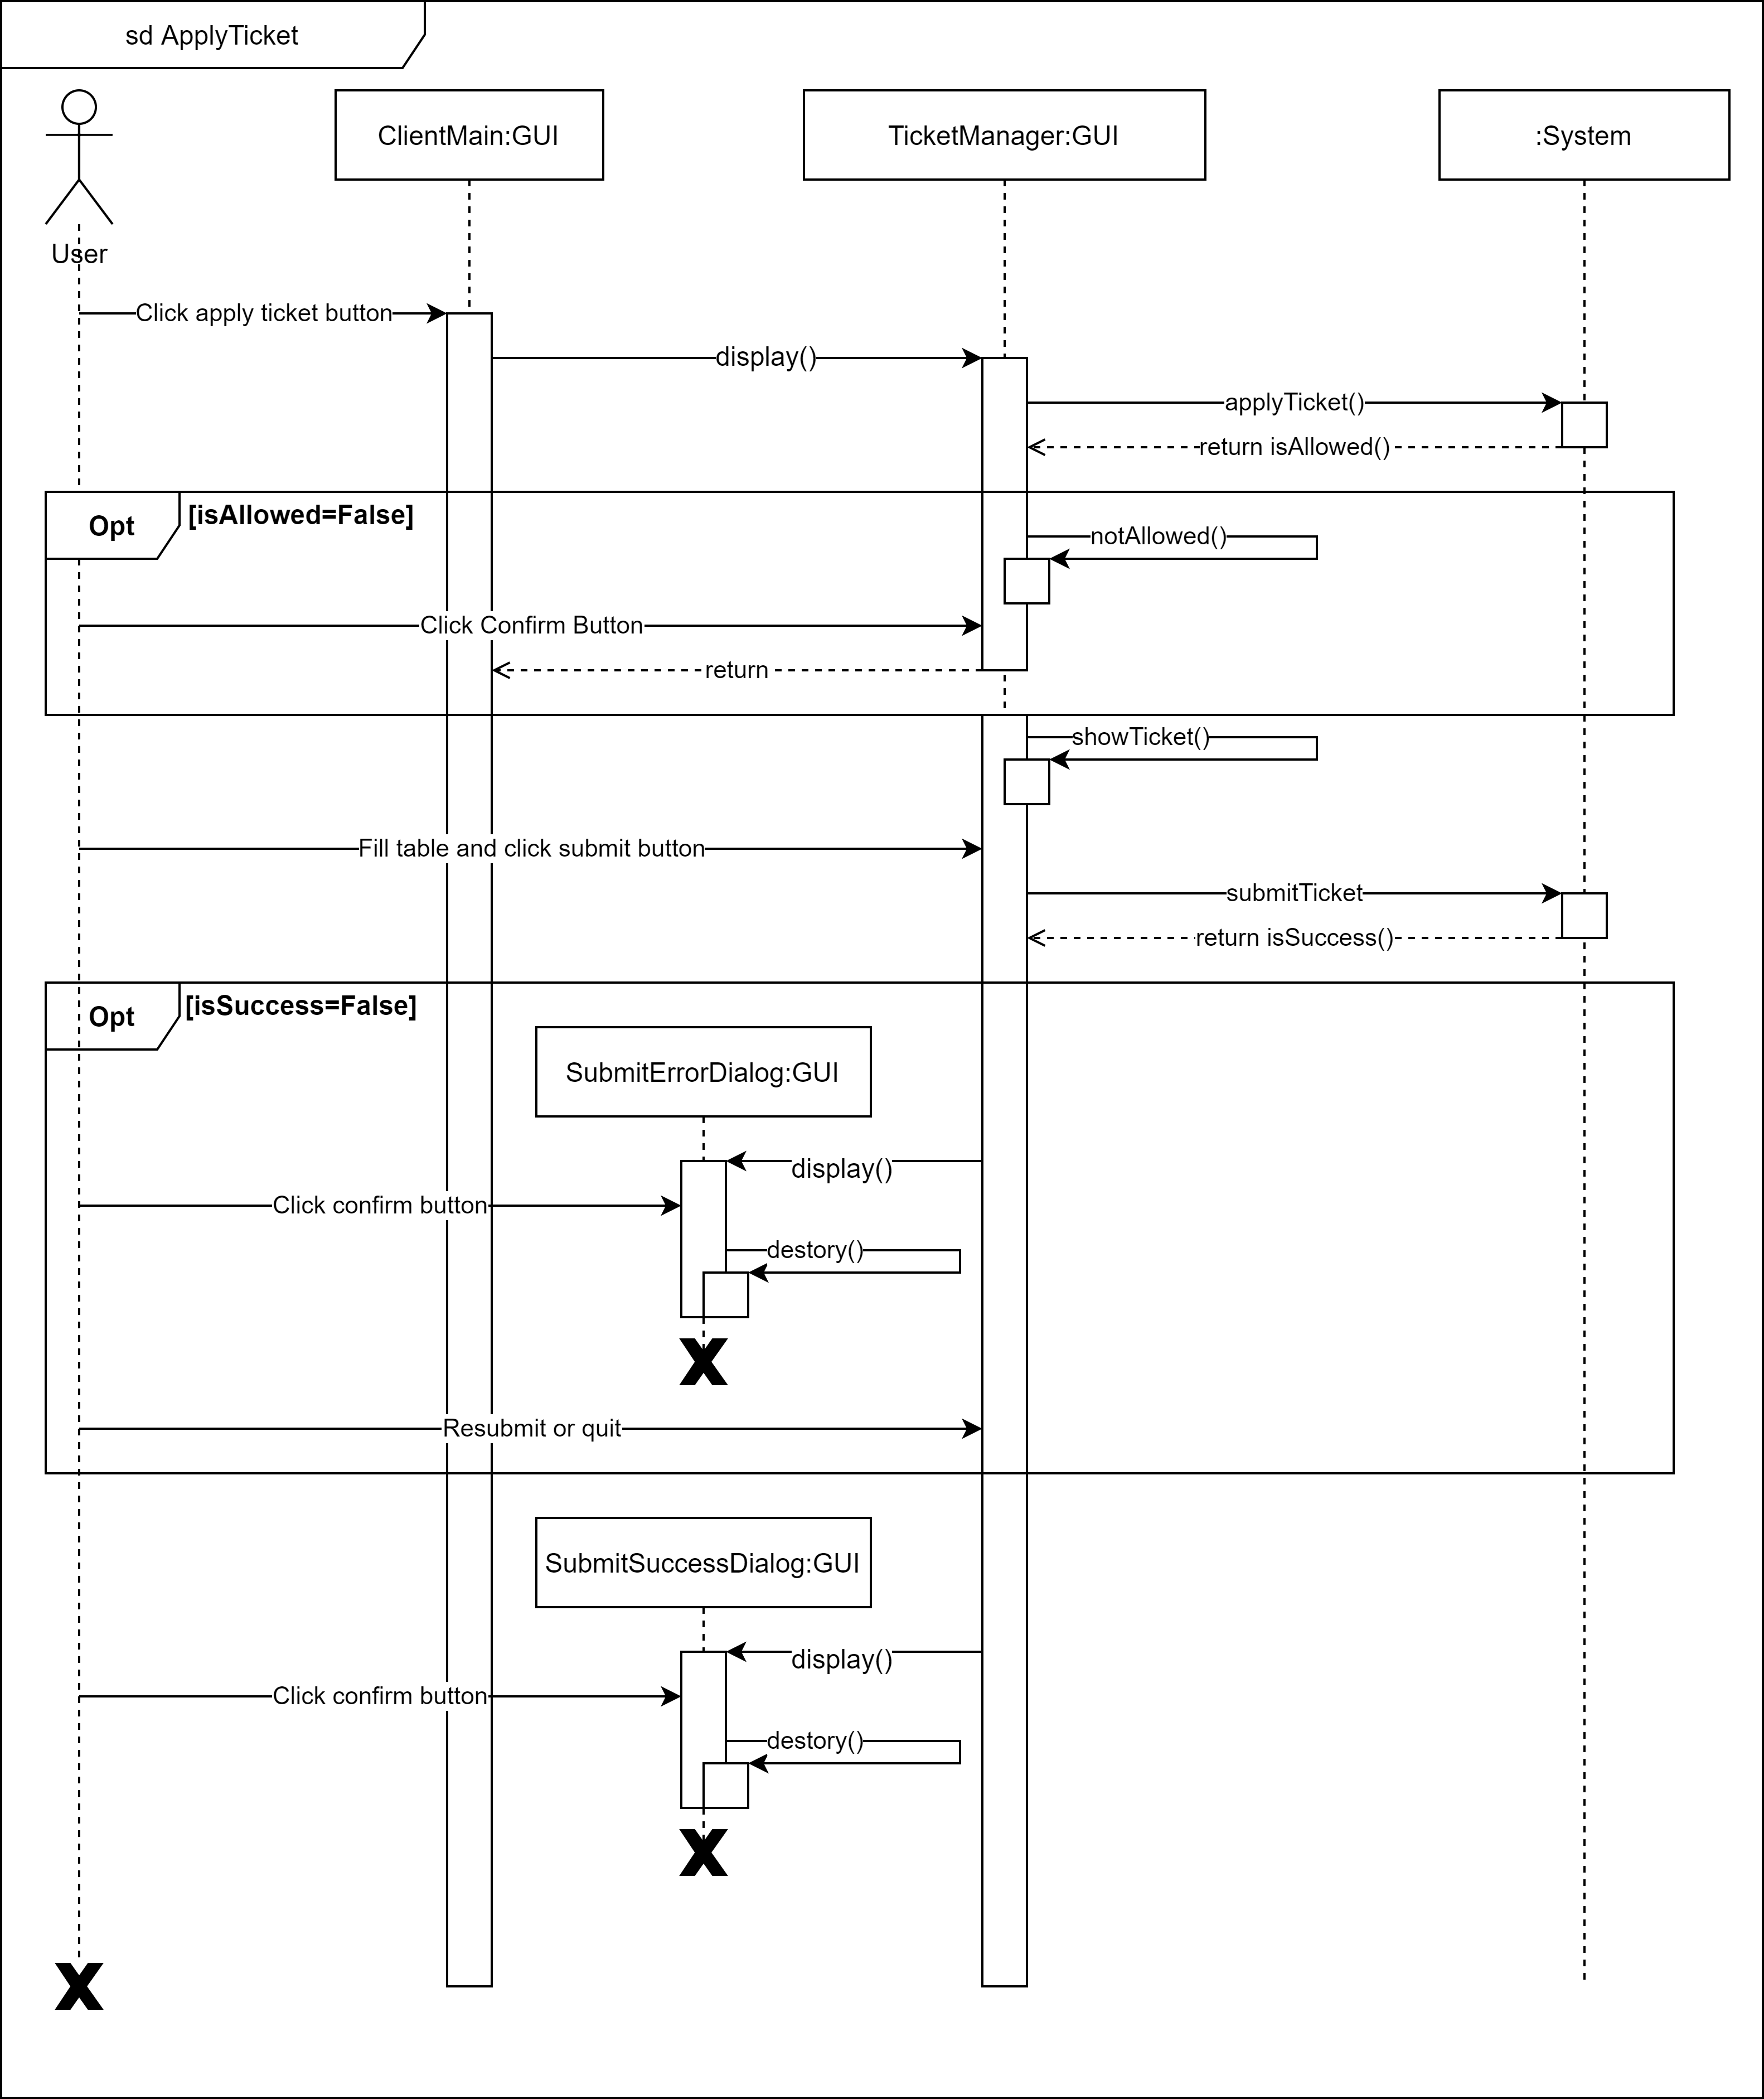 sd ApplyTicket
User
ClientMain:GUI
TicketManager:GUI
:System
Click apply ticket button
display()
applyTicket()
return isAllowed()
Opt
[isAllowed=False]
notAllowed()
Click Confirm Button
return
showTicket()
Fill table and click submit button
submitTicket
return isSuccess()
Opt
[isSuccess=False]
SubmitErrorDialog:GUI
display()
Click confirm button
destory()
Resubmit or quit
SubmitSuccessDialog:GUI
display()
Click confirm button
destory()